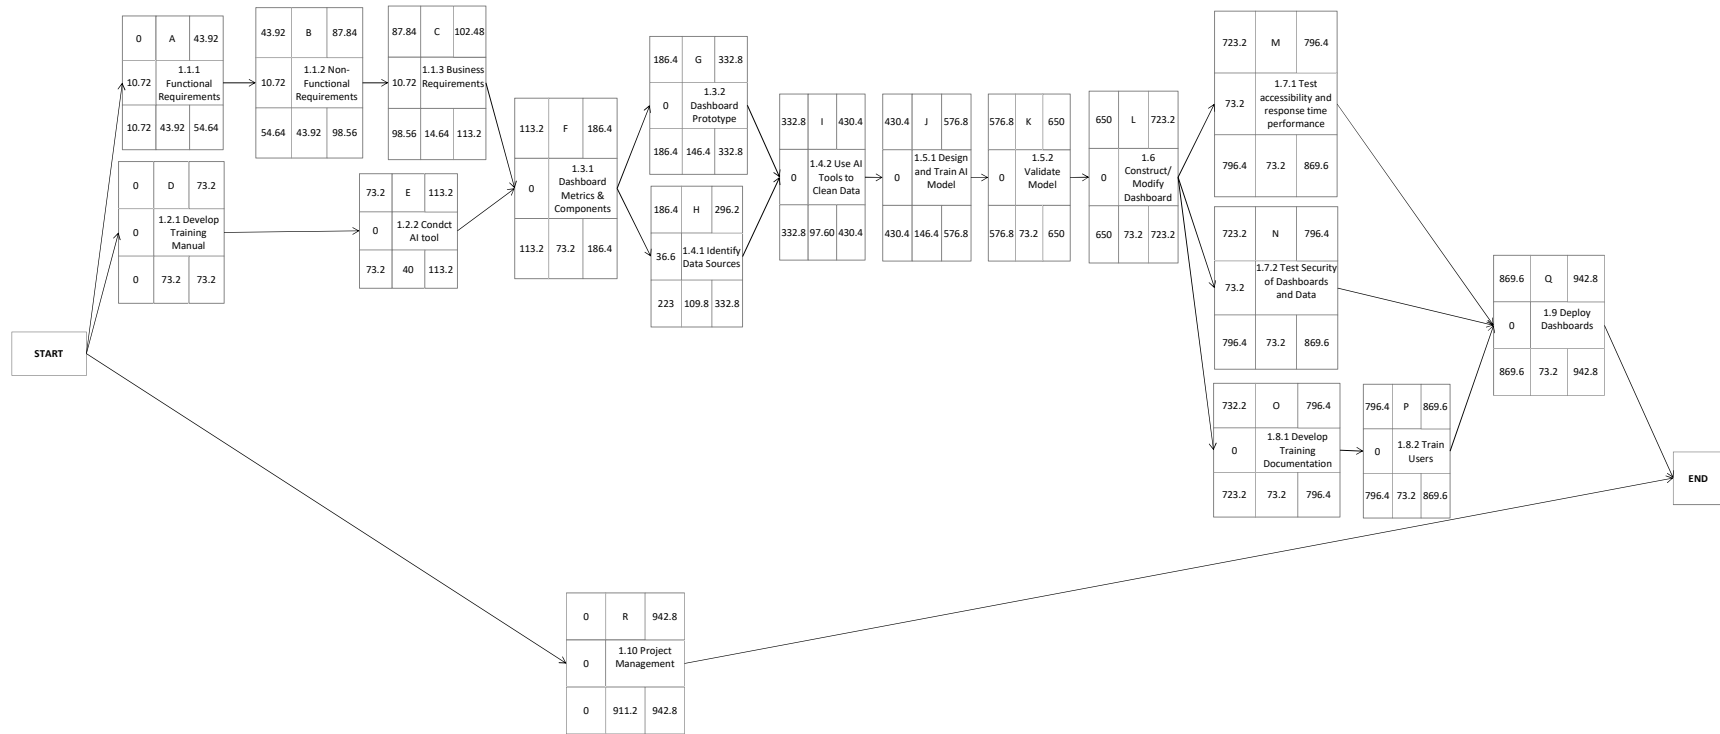 0 A 43.92
10.72 1.1.1
Functional
Requirements
10.72 43.92 54.64
43.92 B 87.84
10.72 1.1.2 Non-
Functional
Requirements
54.64 43.92 98.56
87.84 C 102.48
10.72 1.1.3 Business
Requirements
98.56 14.64 113.2
0 D 73.2
0 1.2.1 Develop
Training
Manual
0 73.2 73.2
73.2 E 113.2
0 1.2.2 Condct
AI tool
73.2 40 113.2
START
113.2 F 186.4
0 1.3.1
Dashboard
Metrics &
Components
113.2 73.2 186.4
186.4 G 332.8
0 1.3.2
Dashboard
Prototype
186.4 146.4 332.8
186.4 H 296.2
36.6 1.4.1 Identify
Data Sources
223 109.8 332.8
332.8 I 430.4
0 1.4.2 Use AI
Tools to
Clean Data
332.8 97.60 430.4
430.4 J 576.8
0 1.5.1 Design
and Train AI
Model
430.4 146.4 576.8
576.8 K 650
0 1.5.2
Validate
Model
576.8 73.2 650
650 L 723.2
0 1.6
Construct/
Modify
Dashboard
650 73.2 723.2
723.2 M 796.4
73.2 1.7.1 Test
accessibility and
response time
performance
796.4 73.2 869.6
723.2 N 796.4
73.2 1.7.2 Test Security
of Dashboards
and Data
796.4 73.2 869.6
732.2 O 796.4
0 1.8.1 Develop
Training
Documentation
723.2 73.2 796.4
796.4 P 869.6
0 1.8.2 Train
Users
796.4 73.2 869.6
869.6 Q 942.8
0 1.9 Deploy
Dashboards
869.6 73.2 942.8
END
0 R 942.8
0 1.10 Project
Management
0 911.2 942.8